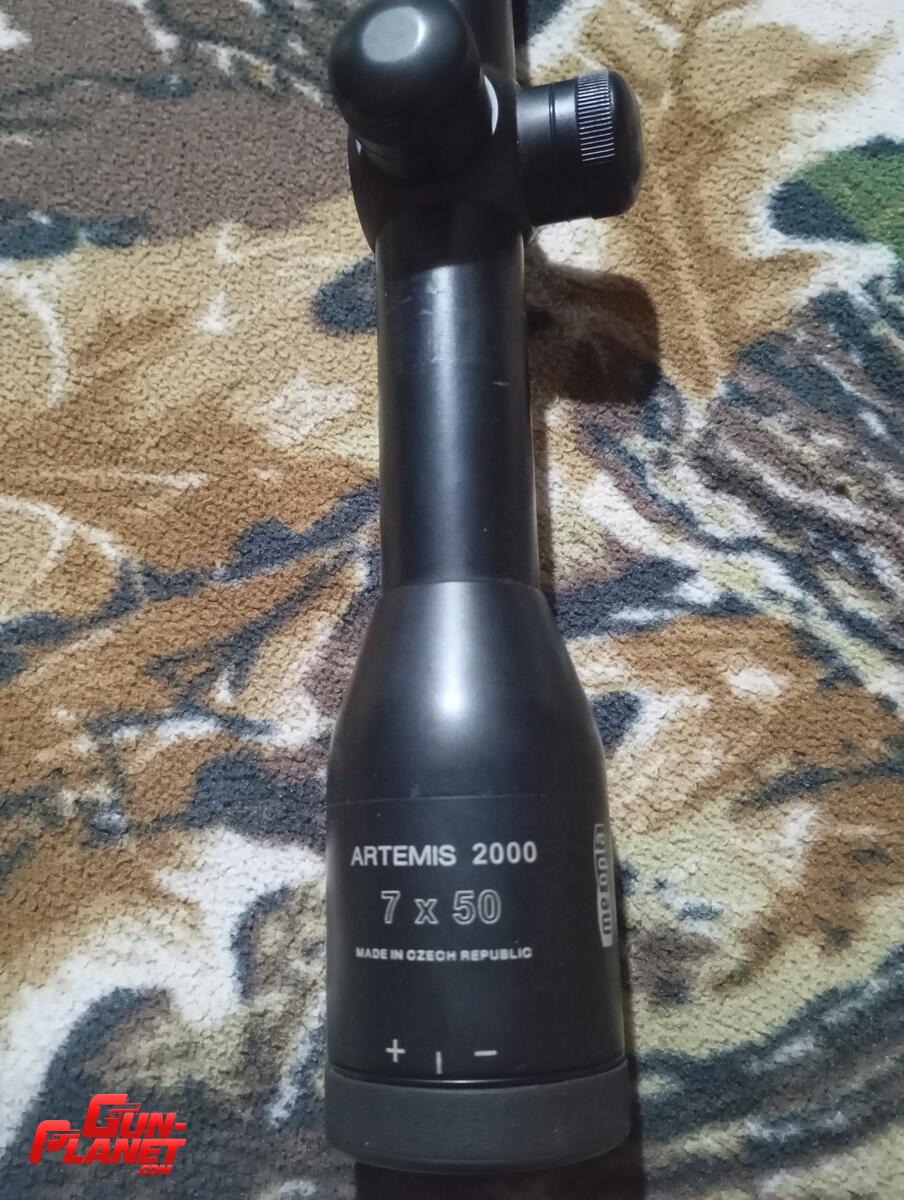 ARTEMIS 2000
7 x 50
MADE IN CZECH REPUBLIC
meopta
+ | −
GUN-
PLANET
.COM